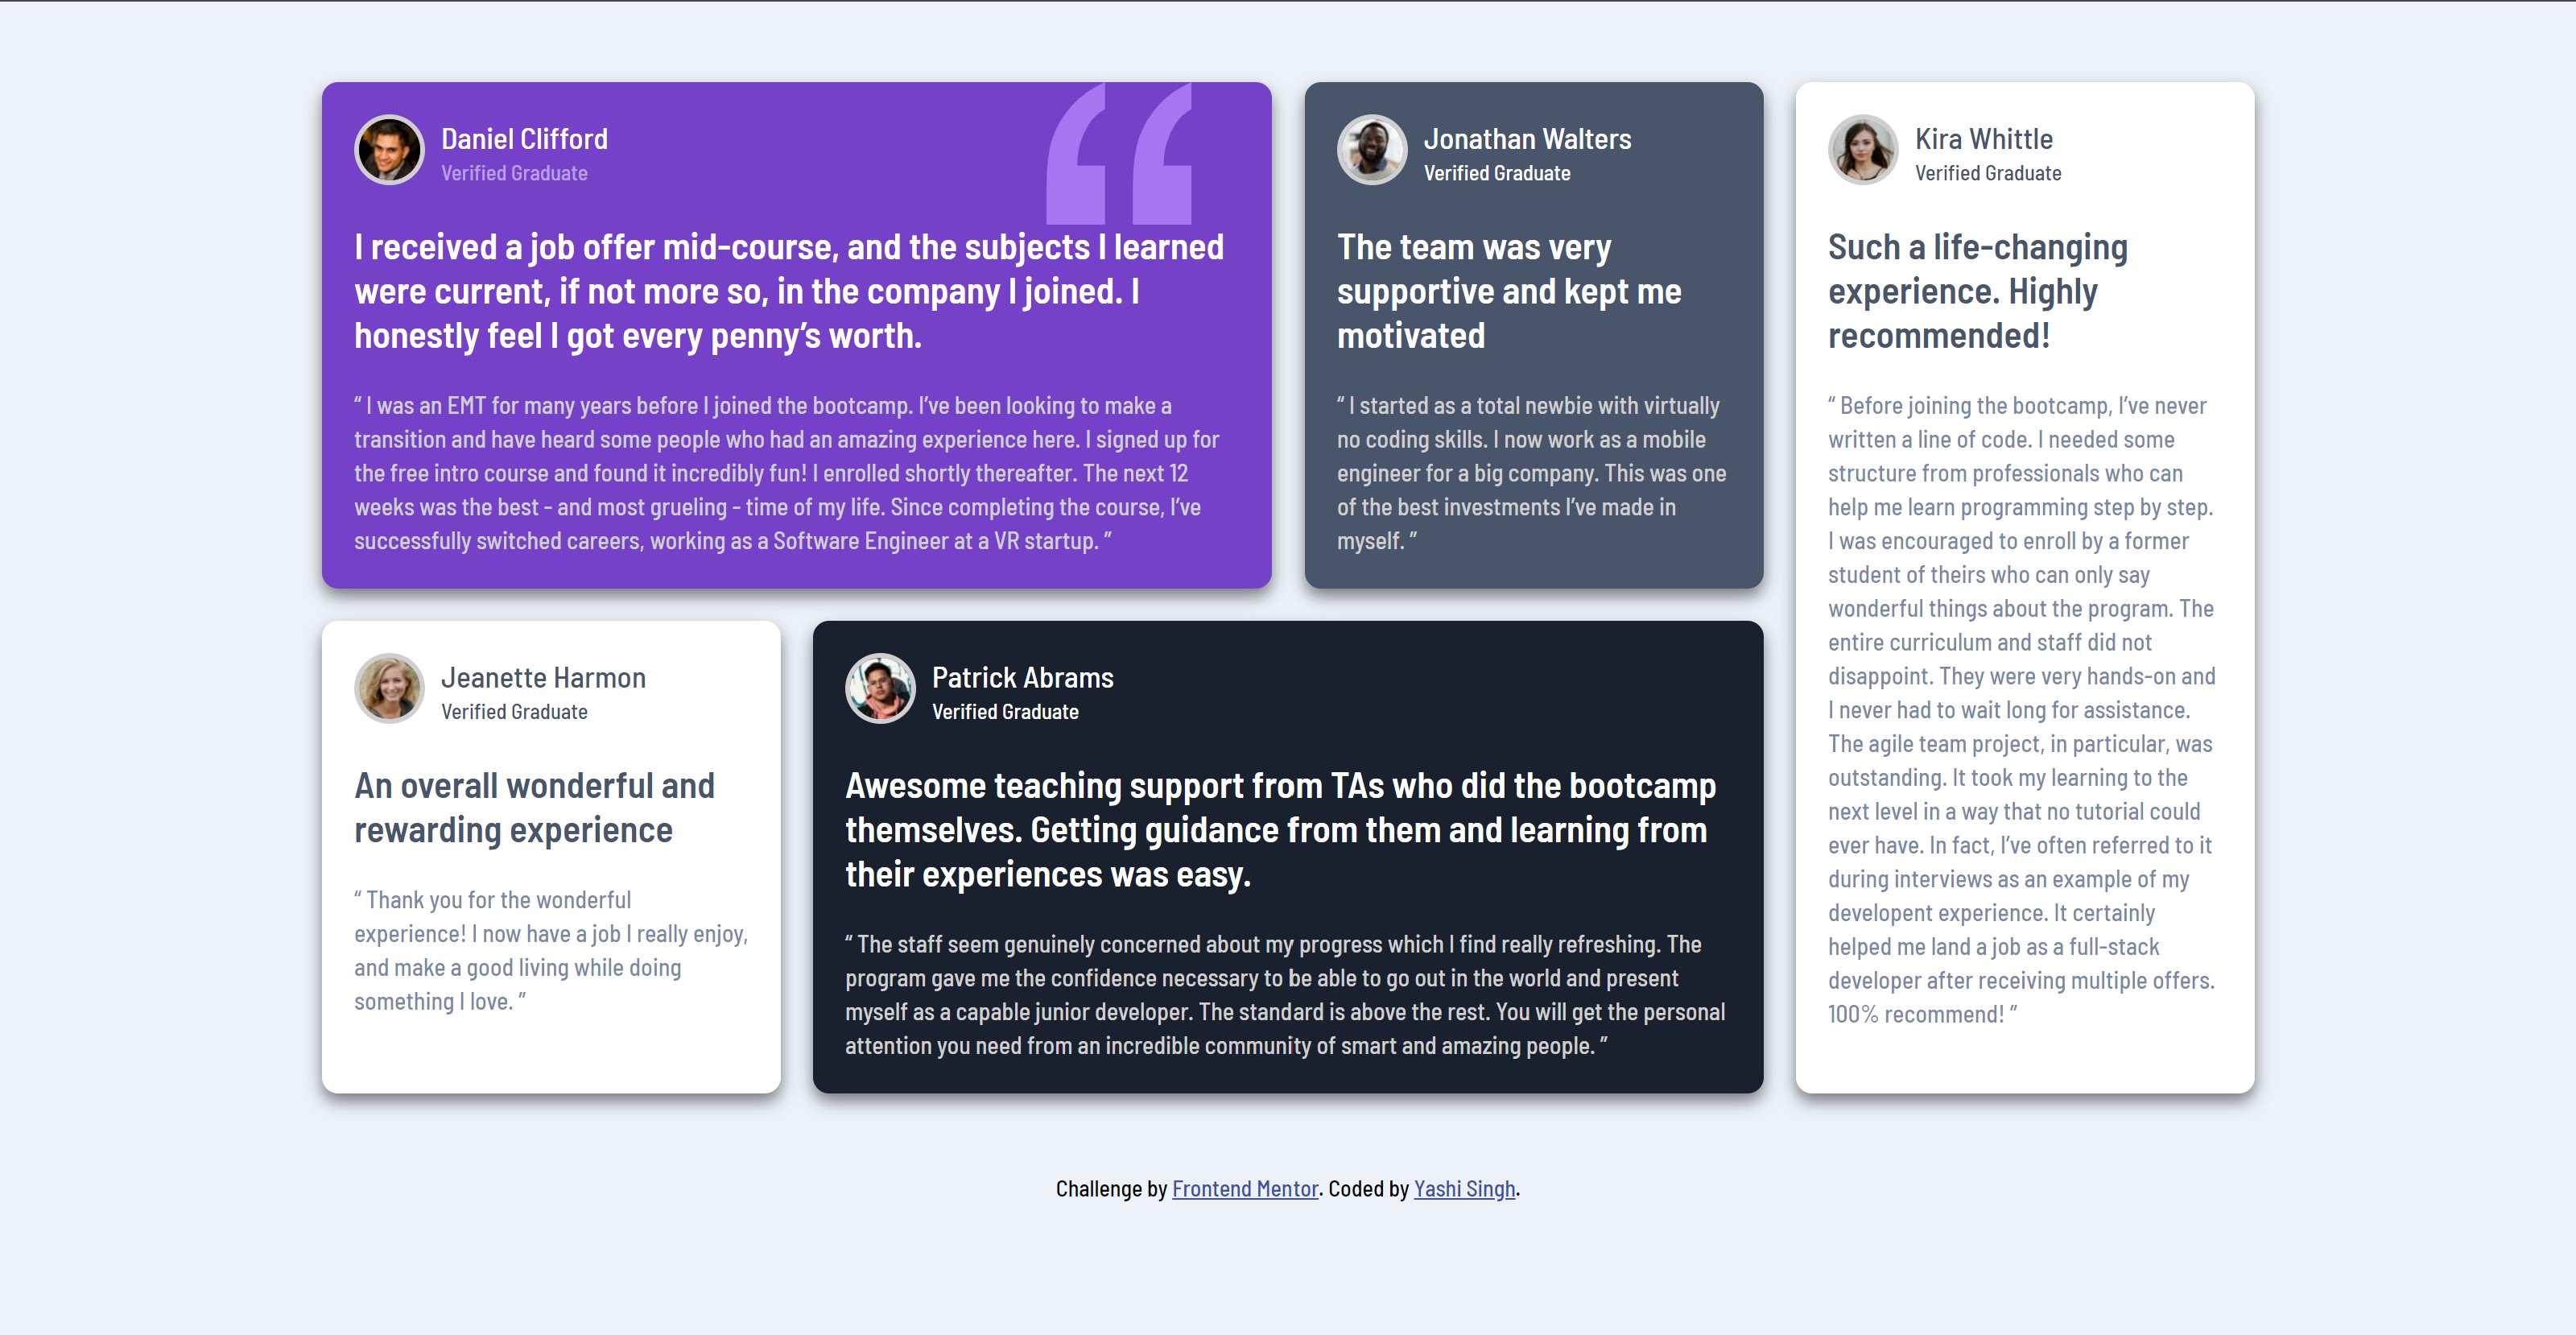 Daniel Clifford
Verified Graduate
I received a job offer mid-course, and the subjects I learned
were current, if not more so, in the company I joined. I
honestly feel I got every penny’s worth.
“ I was an EMT for many years before I joined the bootcamp. I’ve been looking to make a
transition and have heard some people who had an amazing experience here. I signed up for
the free intro course and found it incredibly fun! I enrolled shortly thereafter. The next 12
weeks was the best - and most grueling - time of my life. Since completing the course, I’ve
successfully switched careers, working as a Software Engineer at a VR startup. ”
Jonathan Walters
Verified Graduate
The team was very
supportive and kept me
motivated
“ I started as a total newbie with virtually
no coding skills. I now work as a mobile
engineer for a big company. This was one
of the best investments I’ve made in
myself. ”
Kira Whittle
Verified Graduate
Such a life-changing
experience. Highly
recommended!
“ Before joining the bootcamp, I’ve never
written a line of code. I needed some
structure from professionals who can
help me learn programming step by step.
I was encouraged to enroll by a former
student of theirs who can only say
wonderful things about the program. The
entire curriculum and staff did not
disappoint. They were very hands-on and
I never had to wait long for assistance.
The agile team project, in particular, was
outstanding. It took my learning to the
next level in a way that no tutorial could
ever have. In fact, I’ve often referred to it
during interviews as an example of my
developent experience. It certainly
helped me land a job as a full-stack
developer after receiving multiple offers.
100% recommend! ”
Jeanette Harmon
Verified Graduate
An overall wonderful and
rewarding experience
“ Thank you for the wonderful
experience! I now have a job I really enjoy,
and make a good living while doing
something I love. ”
Patrick Abrams
Verified Graduate
Awesome teaching support from TAs who did the bootcamp
themselves. Getting guidance from them and learning from
their experiences was easy.
“ The staff seem genuinely concerned about my progress which I find really refreshing. The
program gave me the confidence necessary to be able to go out in the world and present
myself as a capable junior developer. The standard is above the rest. You will get the personal
attention you need from an incredible community of smart and amazing people. ”
Challenge by Frontend Mentor. Coded by Yashi Singh.